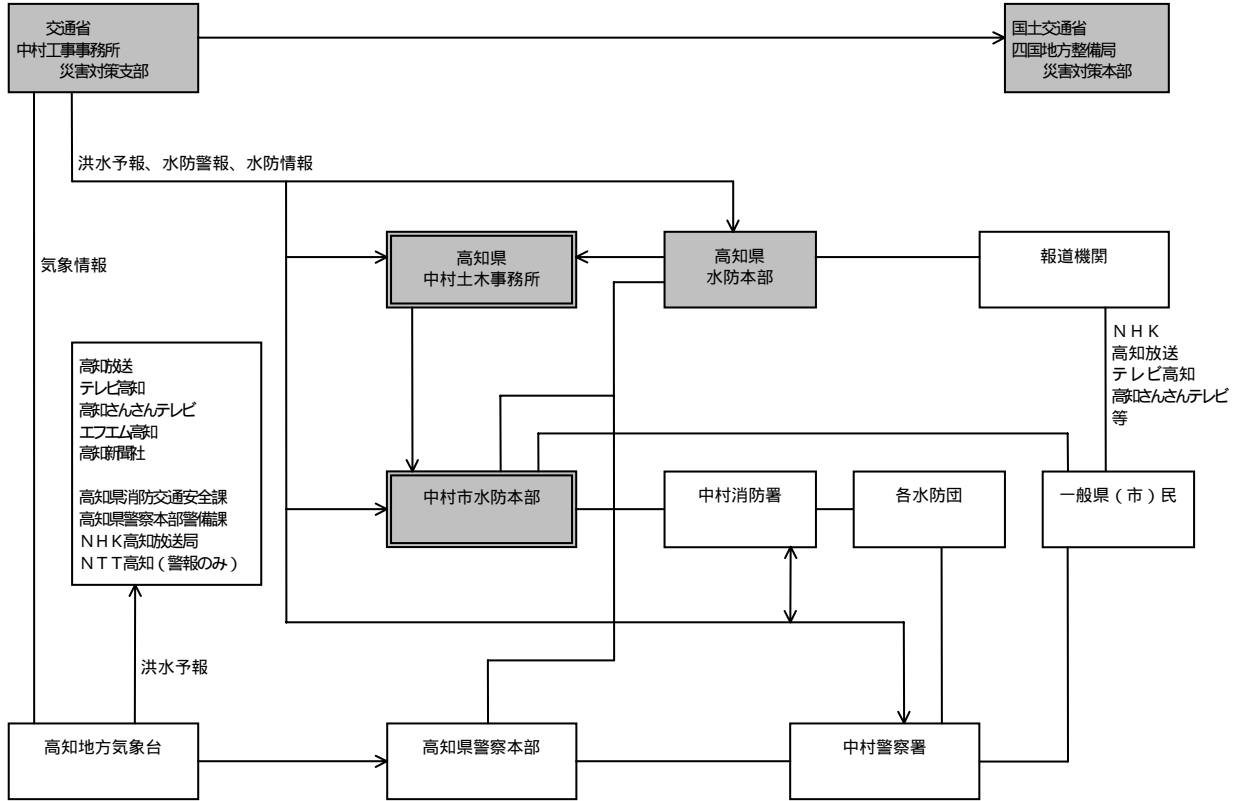 交通省
中村工事事務所
災害対策支部
国土交通省
四国地方整備局
災害対策本部
洪水予報、水防警報、水防情報
気象情報
高知県
中村土木事務所
高知県
水防本部
報道機関
ＮＨＫ
高知放送
テレビ高知
高知さんさんテレビ
等
高知放送
テレビ高知
高知さんさんテレビ
エフエム高知
高知新聞社
高知県消防交通安全課
高知県警察本部警備課
ＮＨＫ高知放送局
ＮＴＴ高知（警報のみ）
中村市水防本部
中村消防署
各水防団
一般県（市）民
洪水予報
高知地方気象台
高知県警察本部
中村警察署